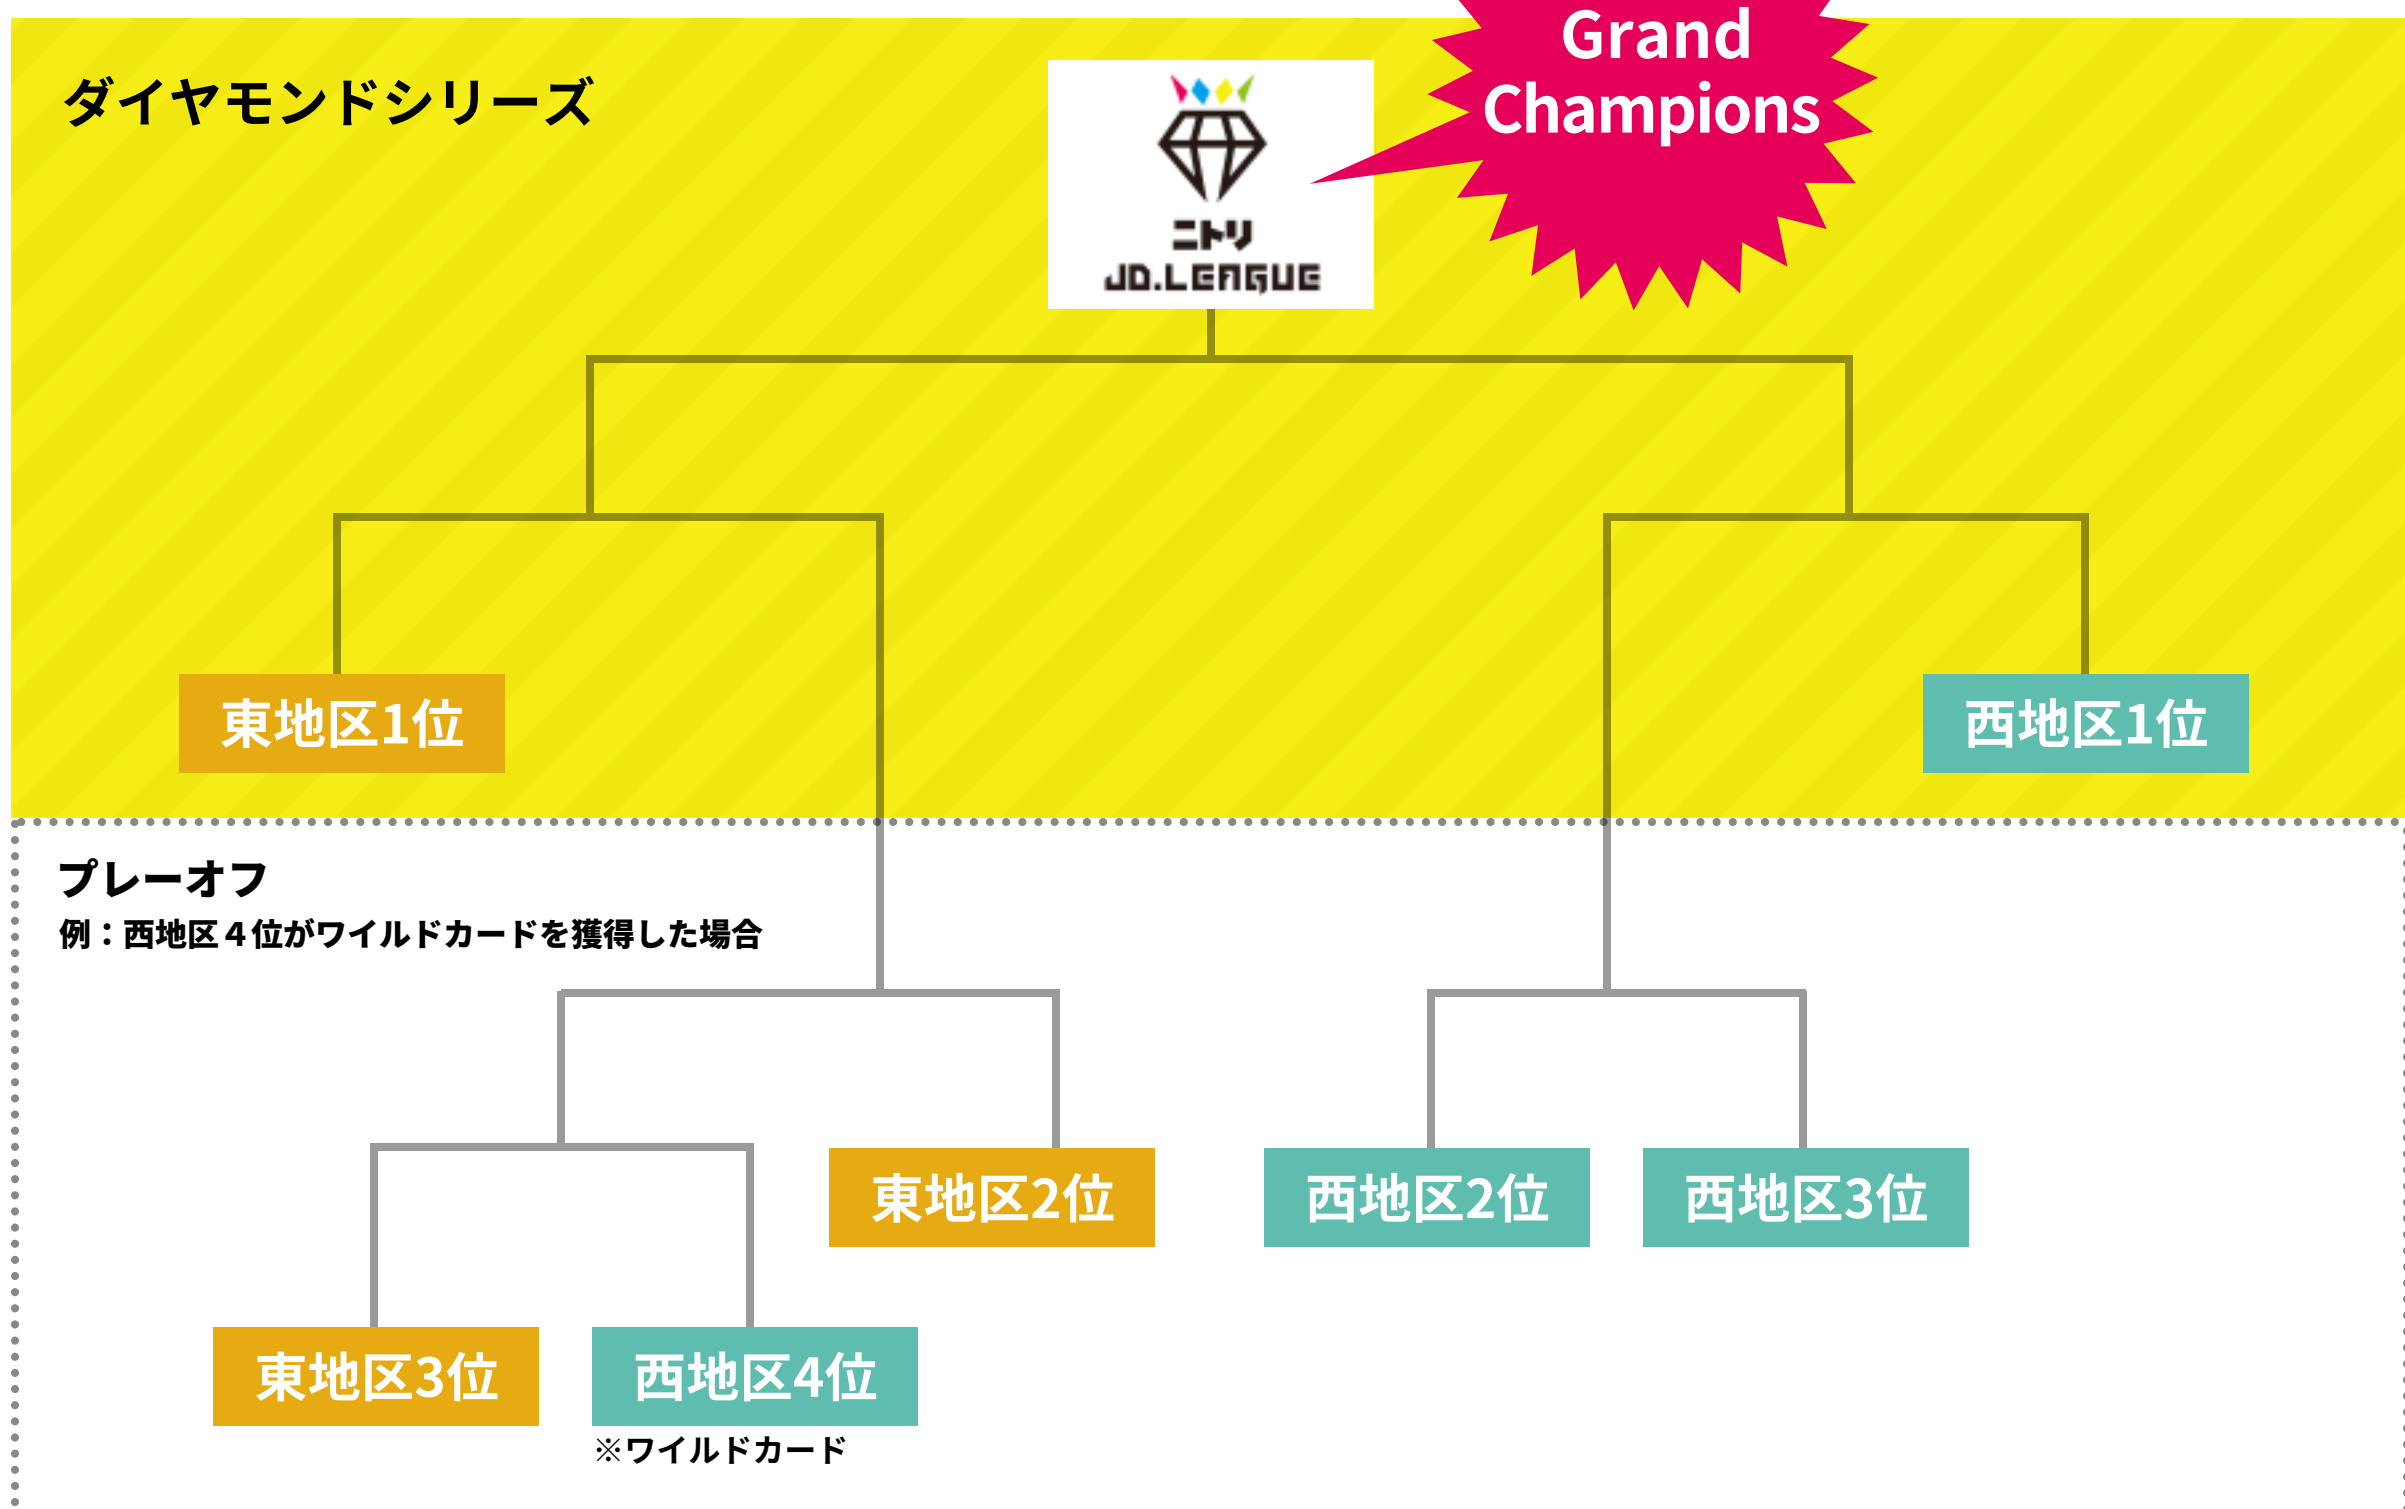 ダイヤモンドシリーズ
Grand
Champions
ニトリ
JD.LEAGUE
東地区1位
西地区1位
プレーオフ
例：西地区４位がワイルドカードを獲得した場合
東地区2位
西地区2位
西地区3位
東地区3位
西地区4位
※ワイルドカード